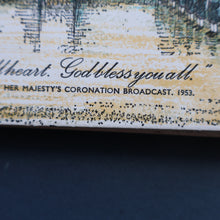 heart. God bless you all."
HER MAJESTY'S CORONATION BROADCAST. 1953.